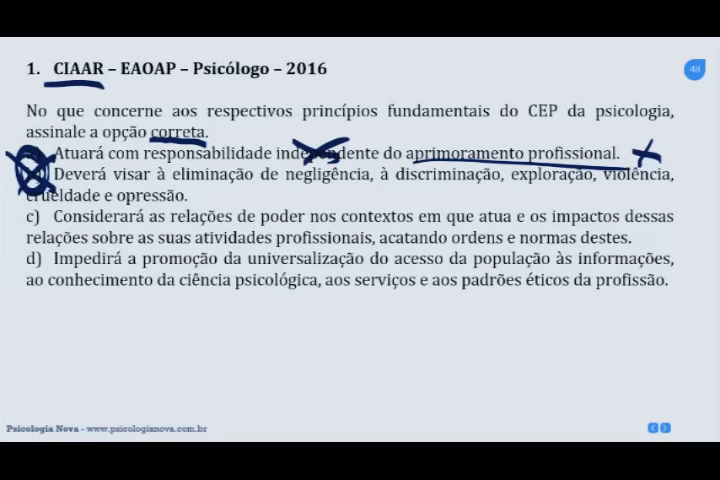 1. CIAAR – EAOAP – Psicólogo – 2016
48
No que concerne aos respectivos princípios fundamentais do CEP da psicologia,
assinale a opção correta.
Atuará com responsabilidade independente do aprimoramento profissional.
Deverá visar à eliminação de negligência, à discriminação, exploração, violência,
crueldade e opressão.
c) Considerará as relações de poder nos contextos em que atua e os impactos dessas
relações sobre as suas atividades profissionais, acatando ordens e normas destes.
d) Impedirá a promoção da universalização do acesso da população às informações,
ao conhecimento da ciência psicológica, aos serviços e aos padrões éticos da profissão.
Psicologia Nova - www.psicologianova.com.br